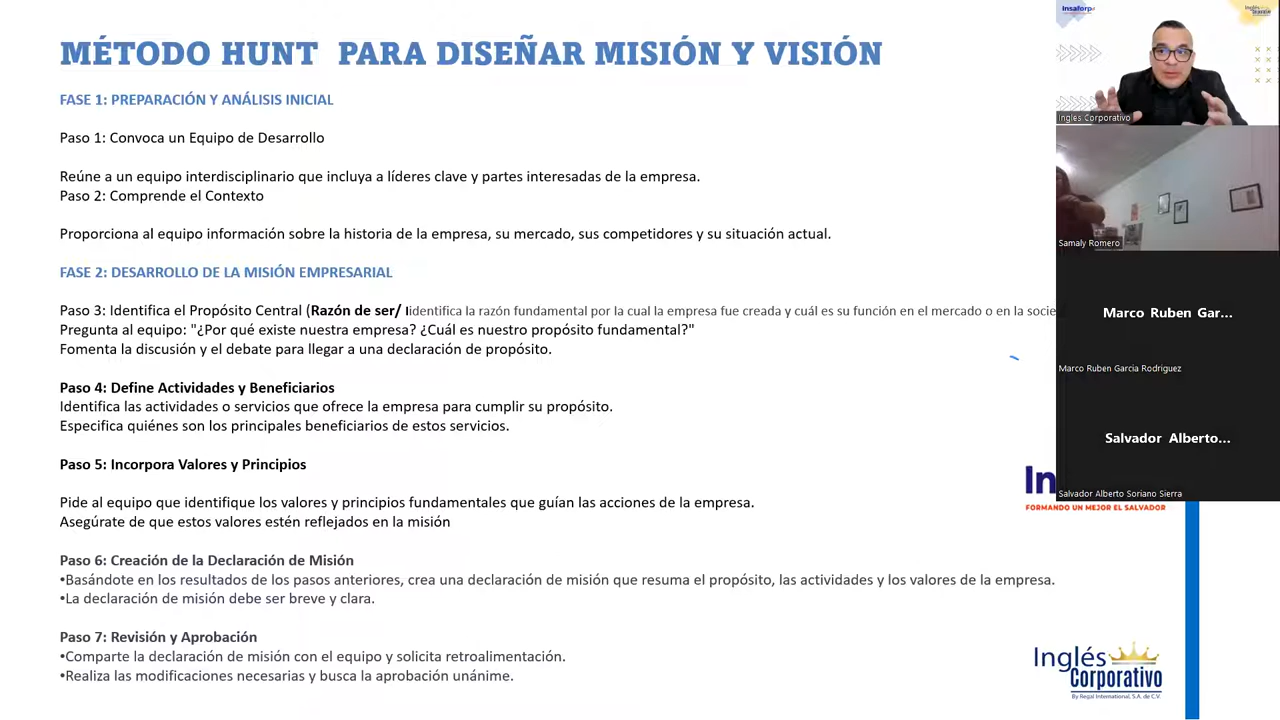 MÉTODO HUNT PARA DISEÑAR MISIÓN Y VISIÓN
FASE 1: PREPARACIÓN Y ANÁLISIS INICIAL
Paso 1: Convoca un Equipo de Desarrollo
Reúne a un equipo interdisciplinario que incluya a líderes clave y partes interesadas de la empresa.
Paso 2: Comprende el Contexto
Proporciona al equipo información sobre la historia de la empresa, su mercado, sus competidores y su situación actual.
FASE 2: DESARROLLO DE LA MISIÓN EMPRESARIAL
Paso 3: Identifica el Propósito Central (Razón de ser/ Iidentifica la razón fundamental por la cual la empresa fue creada y cuál es su función en el mercado o en la socie
Pregunta al equipo: "¿Por qué existe nuestra empresa? ¿Cuál es nuestro propósito fundamental?"
Fomenta la discusión y el debate para llegar a una declaración de propósito.
Paso 4: Define Actividades y Beneficiarios
Identifica las actividades o servicios que ofrece la empresa para cumplir su propósito.
Especifica quiénes son los principales beneficiarios de estos servicios.
Paso 5: Incorpora Valores y Principios
Pide al equipo que identifique los valores y principios fundamentales que guían las acciones de la empresa.
Asegúrate de que estos valores estén reflejados en la misión
Paso 6: Creación de la Declaración de Misión
•Basándote en los resultados de los pasos anteriores, crea una declaración de misión que resuma el propósito, las actividades y los valores de la empresa.
•La declaración de misión debe ser breve y clara.
Paso 7: Revisión y Aprobación
•Comparte la declaración de misión con el equipo y solicita retroalimentación.
•Realiza las modificaciones necesarias y busca la aprobación unánime.
insaforp
Inglés Corporativo
Samaly Romero
Marco Ruben Gar...
Marco Ruben Garcia Rodriguez
Salvador Alberto...
Salvador Alberto Soriano Sierra
In
FORMANDO UN MEJOR EL SALVADOR
Inglés
Corporativo
By Regal International, S.A. de C.V.